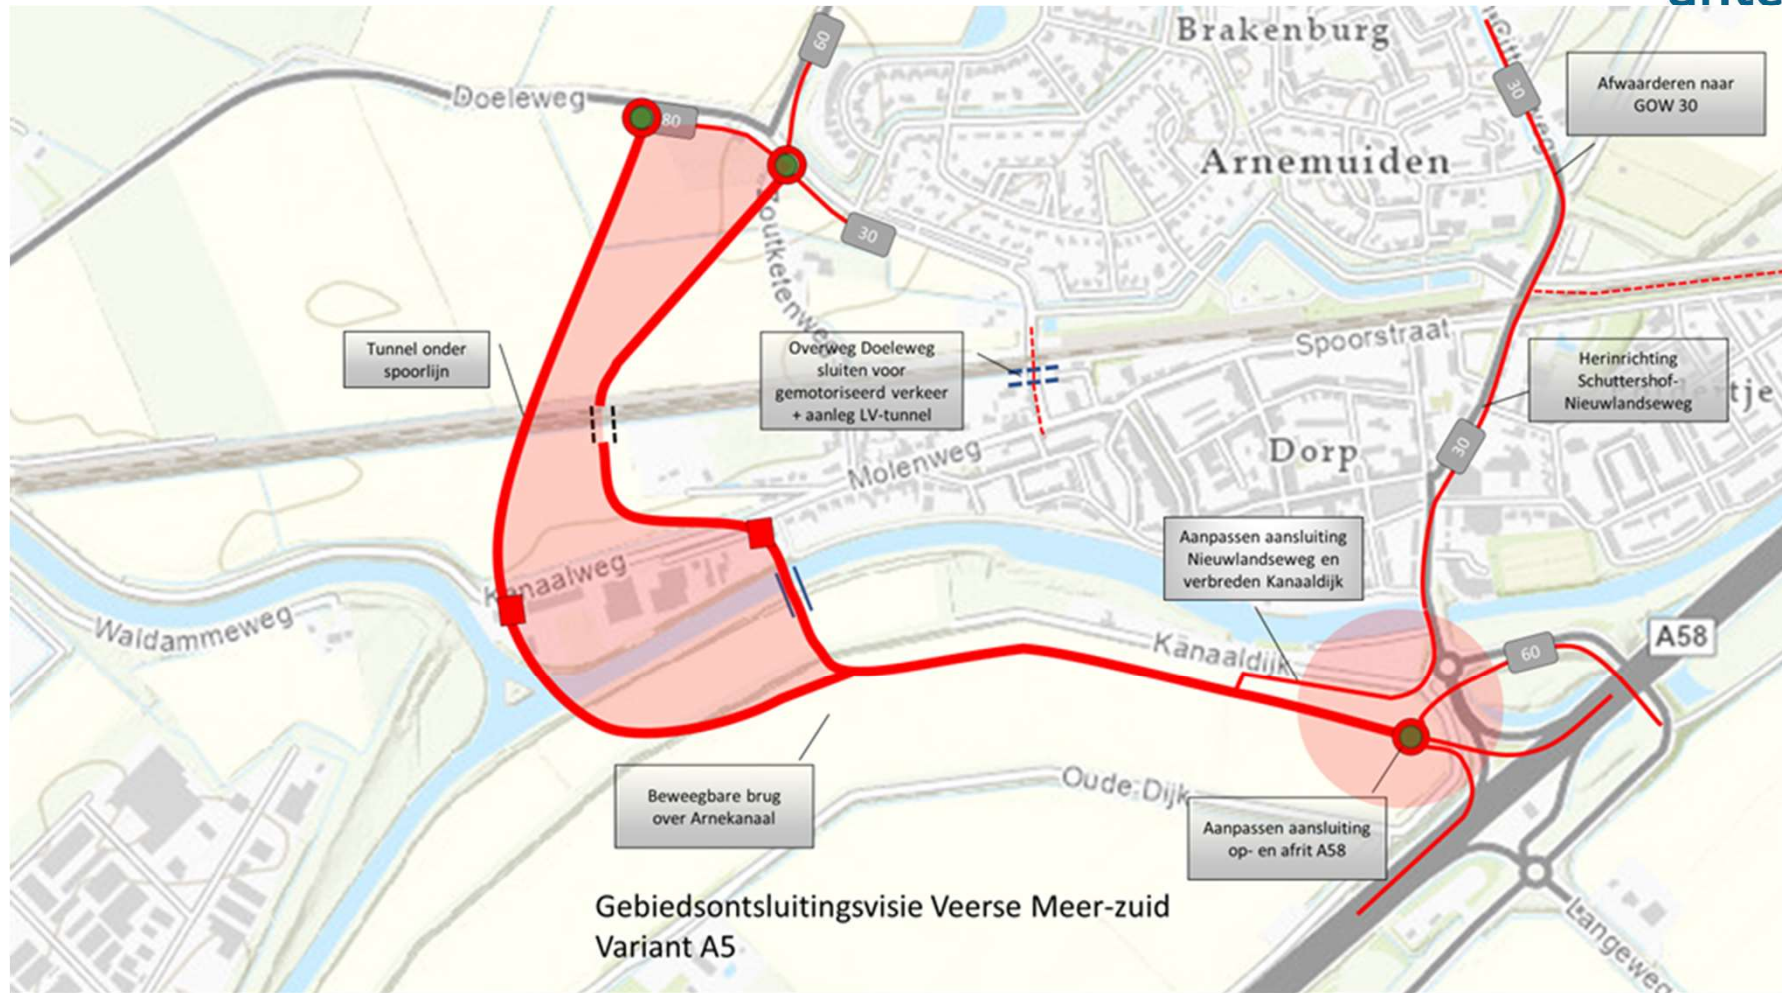 Brakenburg
60
30
Afwaarderen naar
GOW 30
Doeleweg
80
Arnemuiden
30
Zoutketenweg
Tunnel onder
spoorlijn
Overweg Doeleweg
sluiten voor
gemotoriseerd verkeer
+ aanleg LV-tunnel
Spoorstraat
Herinrichting
Schuttershof-
Nieuwlandseweg
Molenweg
Dorp
30
Aanpassen aansluiting
Nieuwlandseweg en
verbreden Kanaaldijk
Kanaalweg
Waldammeweg
Kanaaldijk
60
A58
Beweegbare brug
over Arnekanaal
Oude Dijk
Aanpassen aansluiting
op- en afrit A58
Gebiedsontsluitingsvisie Veerse Meer-zuid
Variant A5
Langeweg